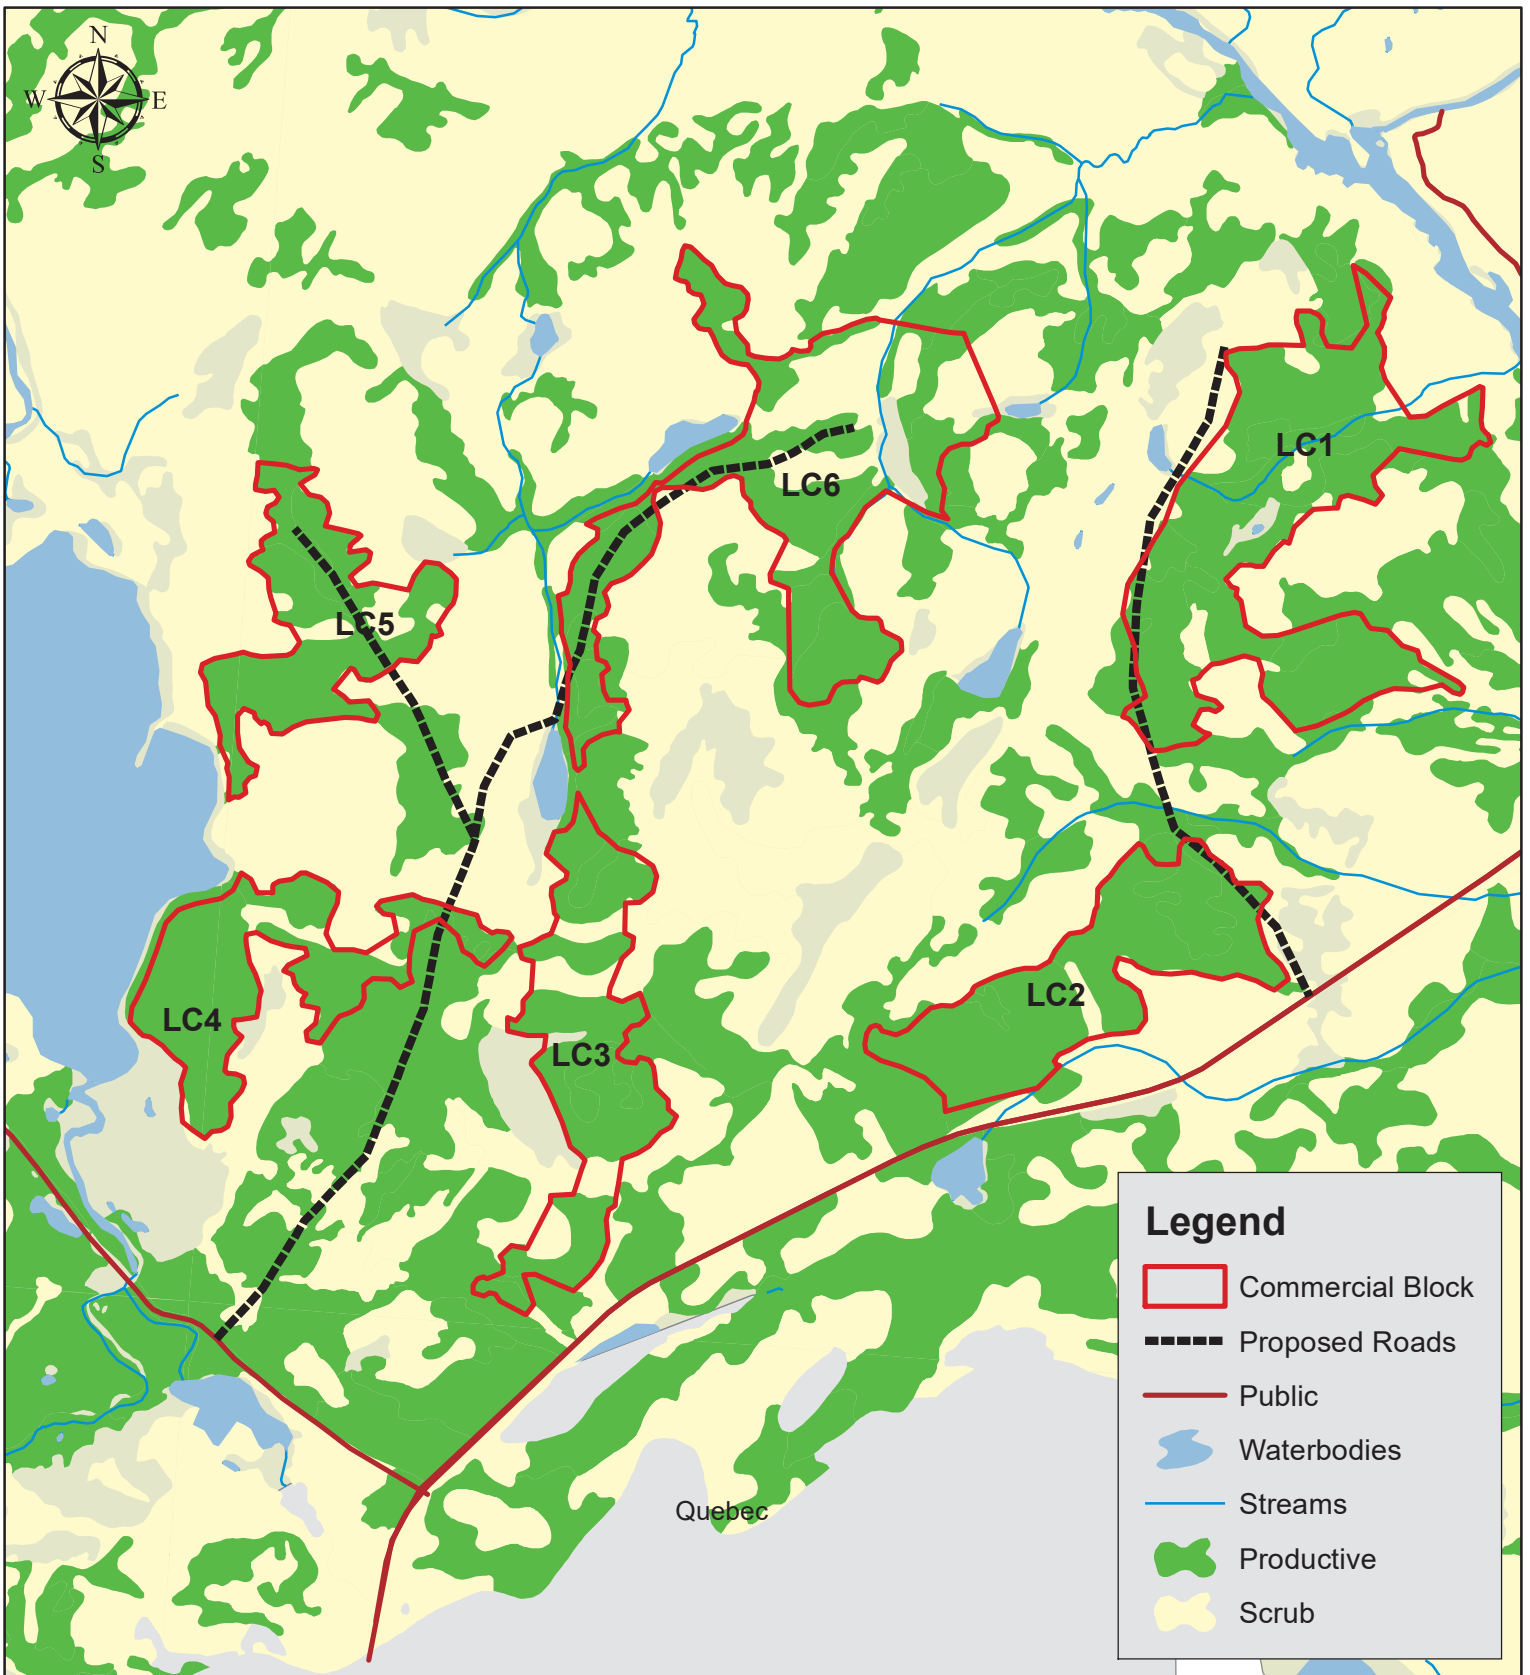 N
W E
S
LC1
LC6
LC5
LC2
LC4
LC3
Quebec
Legend
Commercial Block
Proposed Roads
Public
Waterbodies
Streams
Productive
Scrub